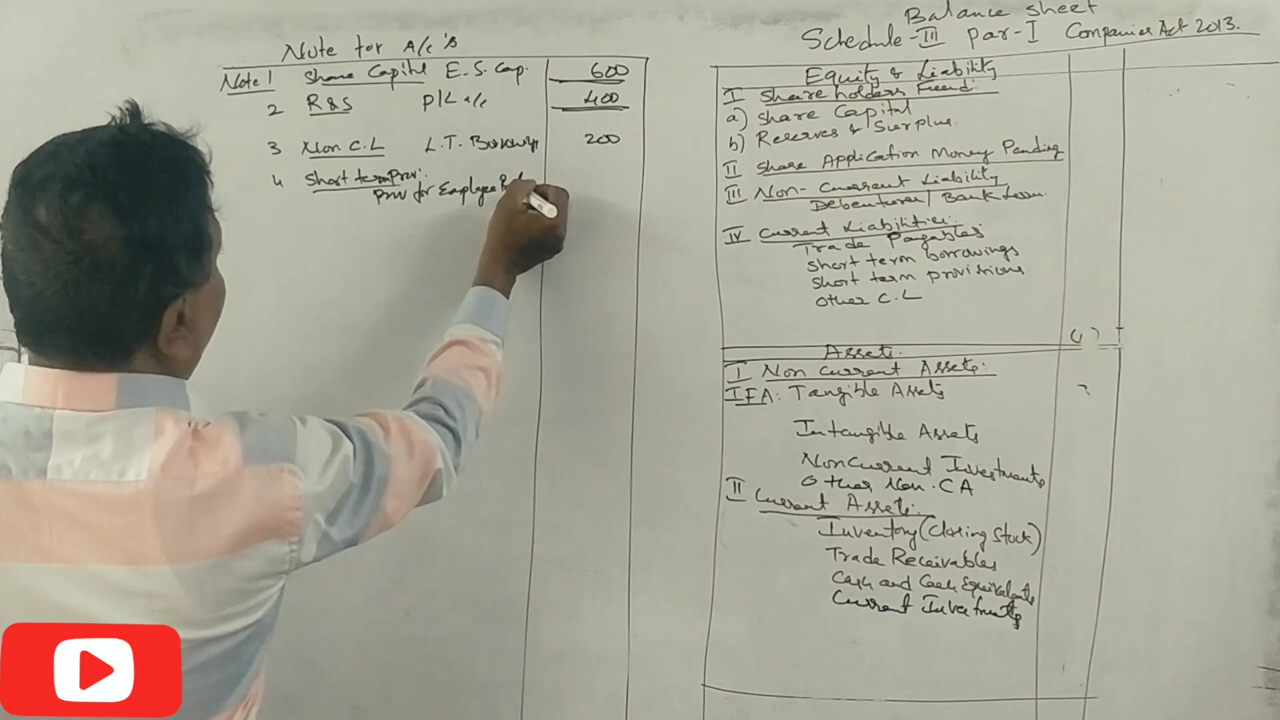 Note for A/c's
Note 1 Share Capital E.S. Cap. 600
2 R&S P/L a/c 400
3 Non C.L L.T. 200
4 Short term Prov:
Prov for Employee
Balance sheet
Schedule-III par-I Companies Act 2013.
Equity & Liability
I Share holders Fund:
a) Share Capital
b) Reserves & Surplus
II Share Application Money Pending
III Non-Current Liability
Debentures/Bank loan
IV Current Liabilities:
Trade Payables
Short term borrowings
Short term provisions
Other C.L
Assets
I Non Current Assets:
I FA: Tangible Assets
Intangible Assets
Non Current Investments
Other Non.CA
II Current Assets:
Inventory (Closing Stock)
Trade Receivables
Cash and Cash Equivalents
Current Investments